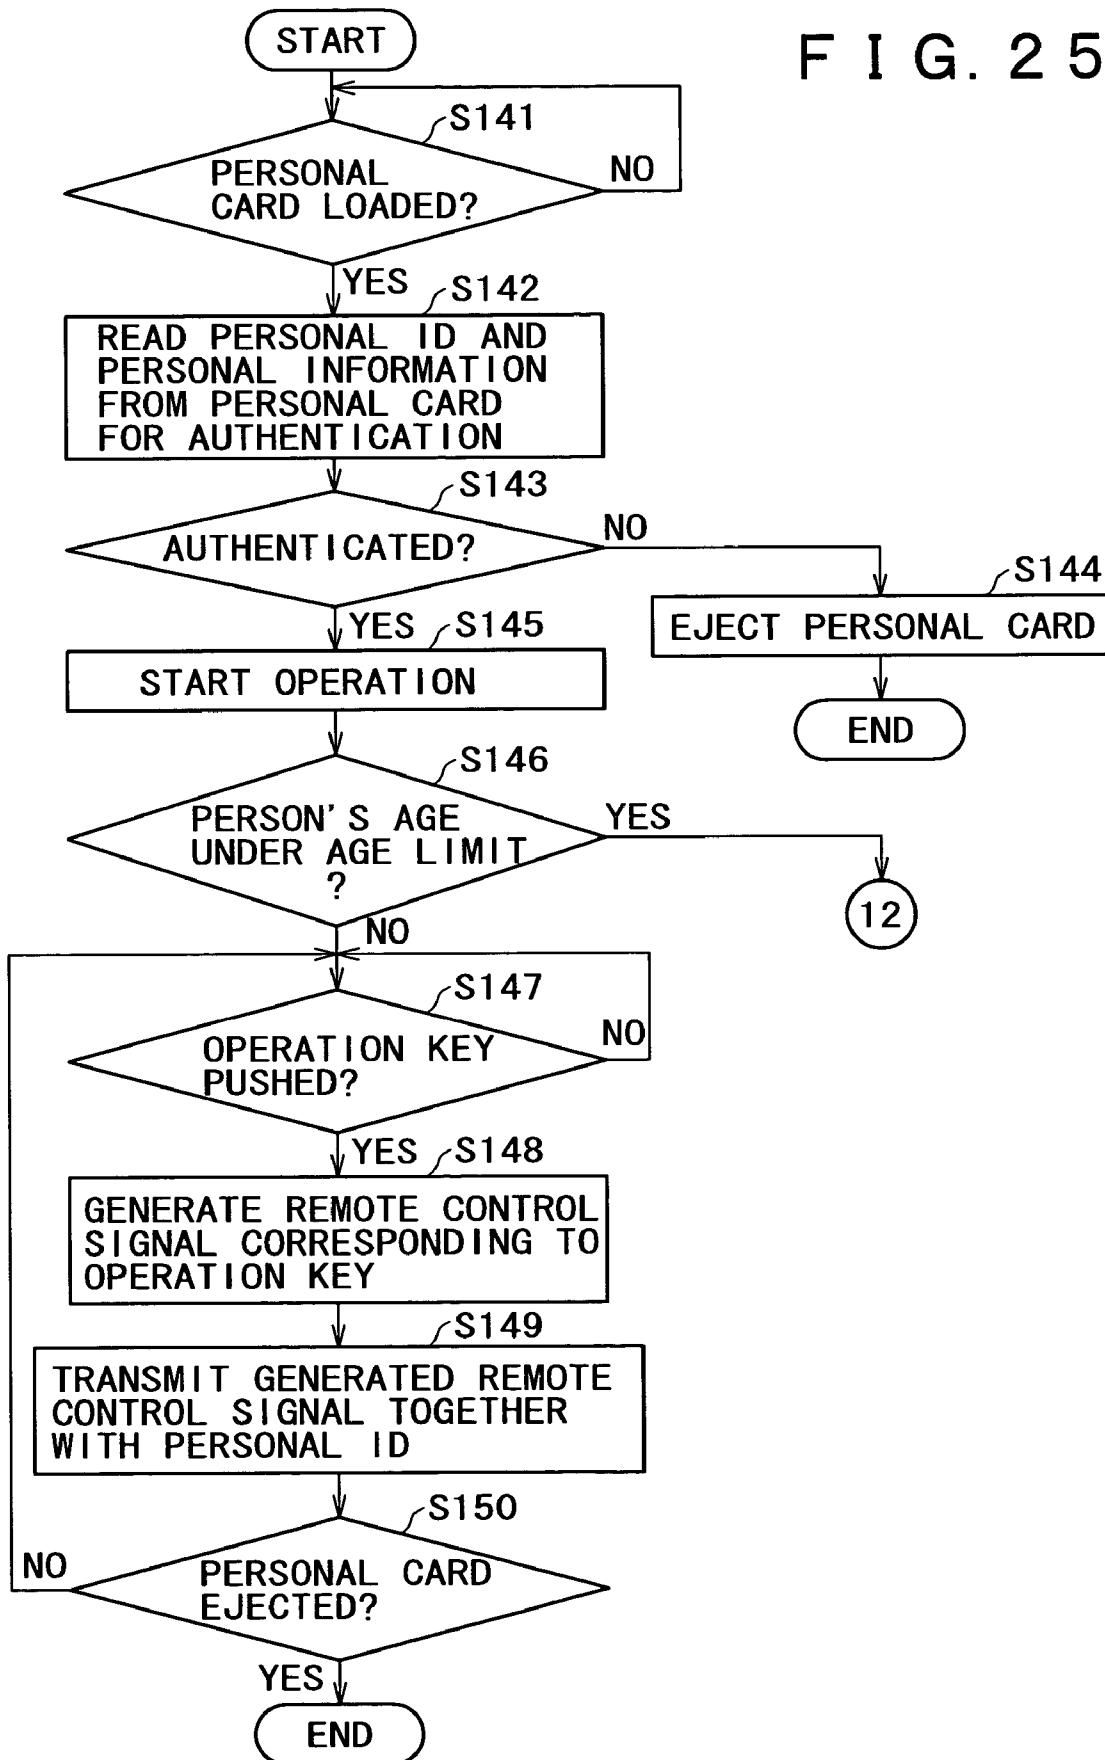 START
FIG. 25
S141
PERSONAL
CARD LOADED?
NO
YES
S142
READ PERSONAL ID AND
PERSONAL INFORMATION
FROM PERSONAL CARD
FOR AUTHENTICATION
S143
AUTHENTICATED?
NO
S144
EJECT PERSONAL CARD
END
YES
S145
START OPERATION
S146
PERSON'S AGE
UNDER AGE LIMIT
?
YES
12
NO
S147
OPERATION KEY
PUSHED?
NO
YES
S148
GENERATE REMOTE CONTROL
SIGNAL CORRESPONDING TO
OPERATION KEY
S149
TRANSMIT GENERATED REMOTE
CONTROL SIGNAL TOGETHER
WITH PERSONAL ID
S150
NO
PERSONAL CARD
EJECTED?
YES
END